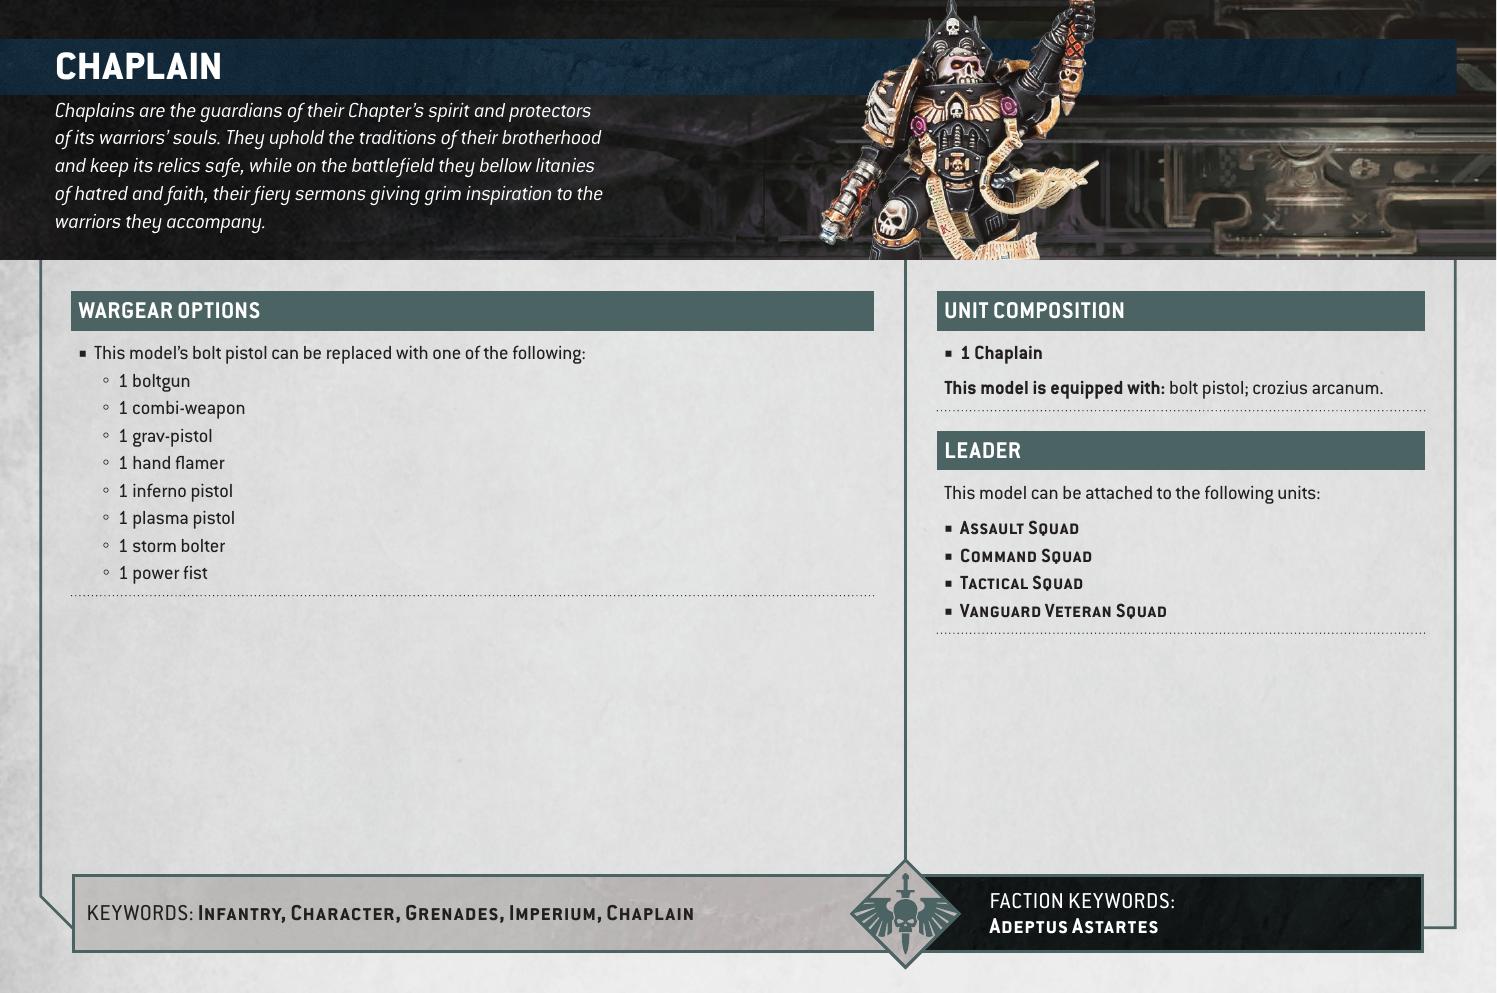 CHAPLAIN
Chaplains are the guardians of their Chapter’s spirit and protectors
of its warriors’ souls. They uphold the traditions of their brotherhood
and keep its relics safe, while on the battlefield they bellow litanies
of hatred and faith, their fiery sermons giving grim inspiration to the
warriors they accompany.
WARGEAR OPTIONS
■ This model’s bolt pistol can be replaced with one of the following:
◦ 1 boltgun
◦ 1 combi-weapon
◦ 1 grav-pistol
◦ 1 hand flamer
◦ 1 inferno pistol
◦ 1 plasma pistol
◦ 1 storm bolter
◦ 1 power fist
UNIT COMPOSITION
■ 1 Chaplain
This model is equipped with: bolt pistol; crozius arcanum.
LEADER
This model can be attached to the following units:
■ Assault Squad
■ Command Squad
■ Tactical Squad
■ Vanguard Veteran Squad
KEYWORDS: Infantry, Character, Grenades, Imperium, Chaplain
FACTION KEYWORDS:
Adeptus Astartes